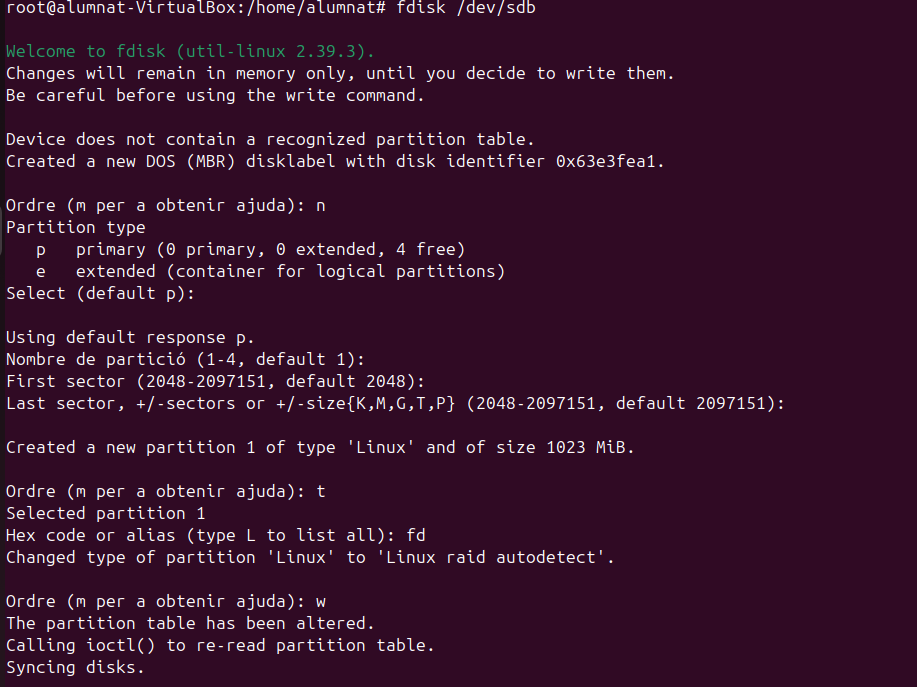 root@alumnat-VirtualBox:/home/alumnat# fdisk /dev/sdb
Welcome to fdisk (util-linux 2.39.3).
Changes will remain in memory only, until you decide to write them.
Be careful before using the write command.
Device does not contain a recognized partition table.
Created a new DOS (MBR) disklabel with disk identifier 0x63e3fea1.
Ordre (m per a obtenir ajuda): n
Partition type
p   primary (0 primary, 0 extended, 4 free)
e   extended (container for logical partitions)
Select (default p):
Using default response p.
Nombre de partició (1-4, default 1):
First sector (2048-2097151, default 2048):
Last sector, +/-sectors or +/-size{K,M,G,T,P} (2048-2097151, default 2097151):
Created a new partition 1 of type 'Linux' and of size 1023 MiB.
Ordre (m per a obtenir ajuda): t
Selected partition 1
Hex code or alias (type L to list all): fd
Changed type of partition 'Linux' to 'Linux raid autodetect'.
Ordre (m per a obtenir ajuda): w
The partition table has been altered.
Calling ioctl() to re-read partition table.
Syncing disks.